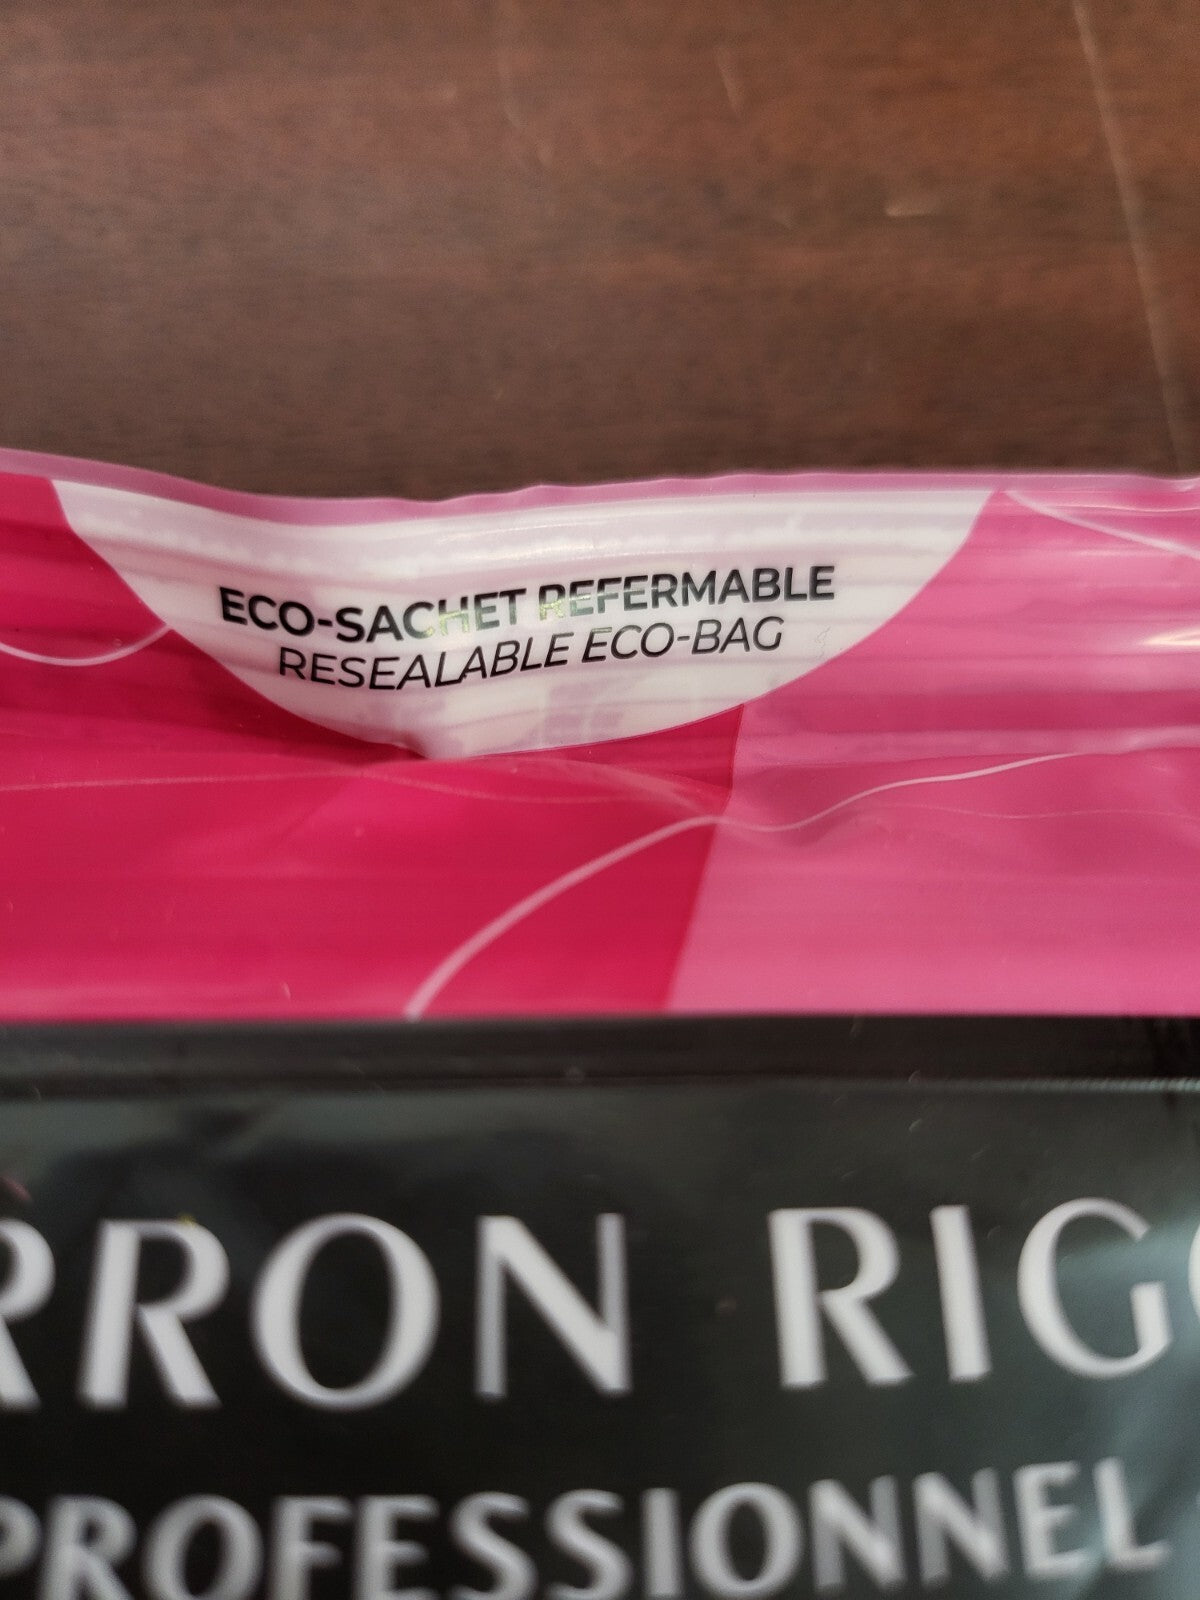 ECO-SACHET REFERMABLE
RESEALABLE ECO-BAG
RRON RIG
PROFESSIONNEL